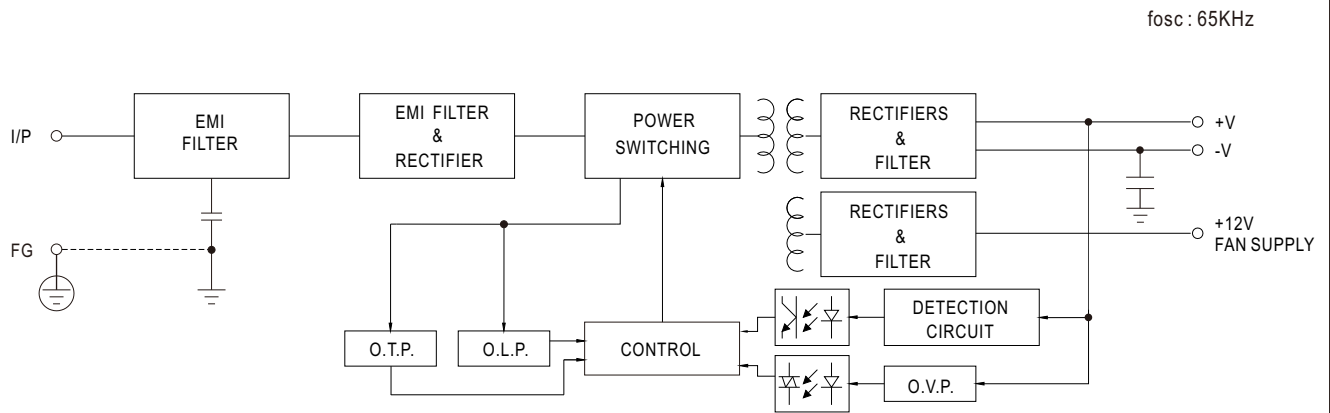 fosc : 65KHz
I/P
EMI
FILTER
EMI FILTER
&
RECTIFIER
POWER
SWITCHING
RECTIFIERS
&
FILTER
+V
-V
RECTIFIERS
&
FILTER
+12V
FAN SUPPLY
FG
O.T.P.
O.L.P.
CONTROL
DETECTION
CIRCUIT
O.V.P.